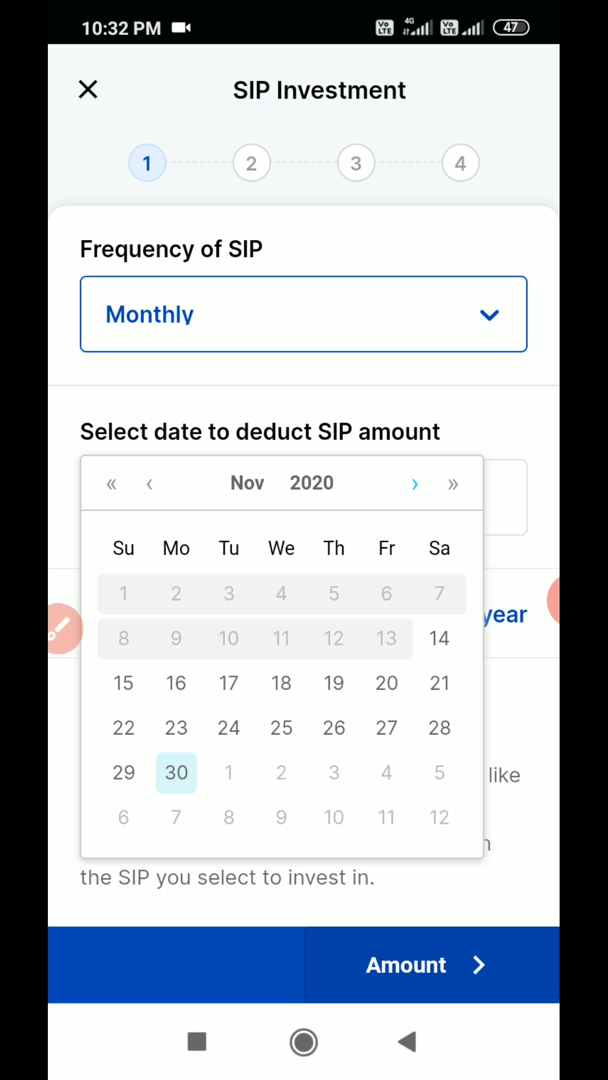 10:32 PM VoLTE 4G VoLTE 47
SIP Investment
1 2 3 4
Frequency of SIP
Monthly
Select date to deduct SIP amount
« ‹ Nov 2020 › »
Su Mo Tu We Th Fr Sa
1 2 3 4 5 6 7
8 9 10 11 12 13 14
15 16 17 18 19 20 21
22 23 24 25 26 27 28
29 30 1 2 3 4 5
6 7 8 9 10 11 12
year
like
the SIP you select to invest in.
Amount